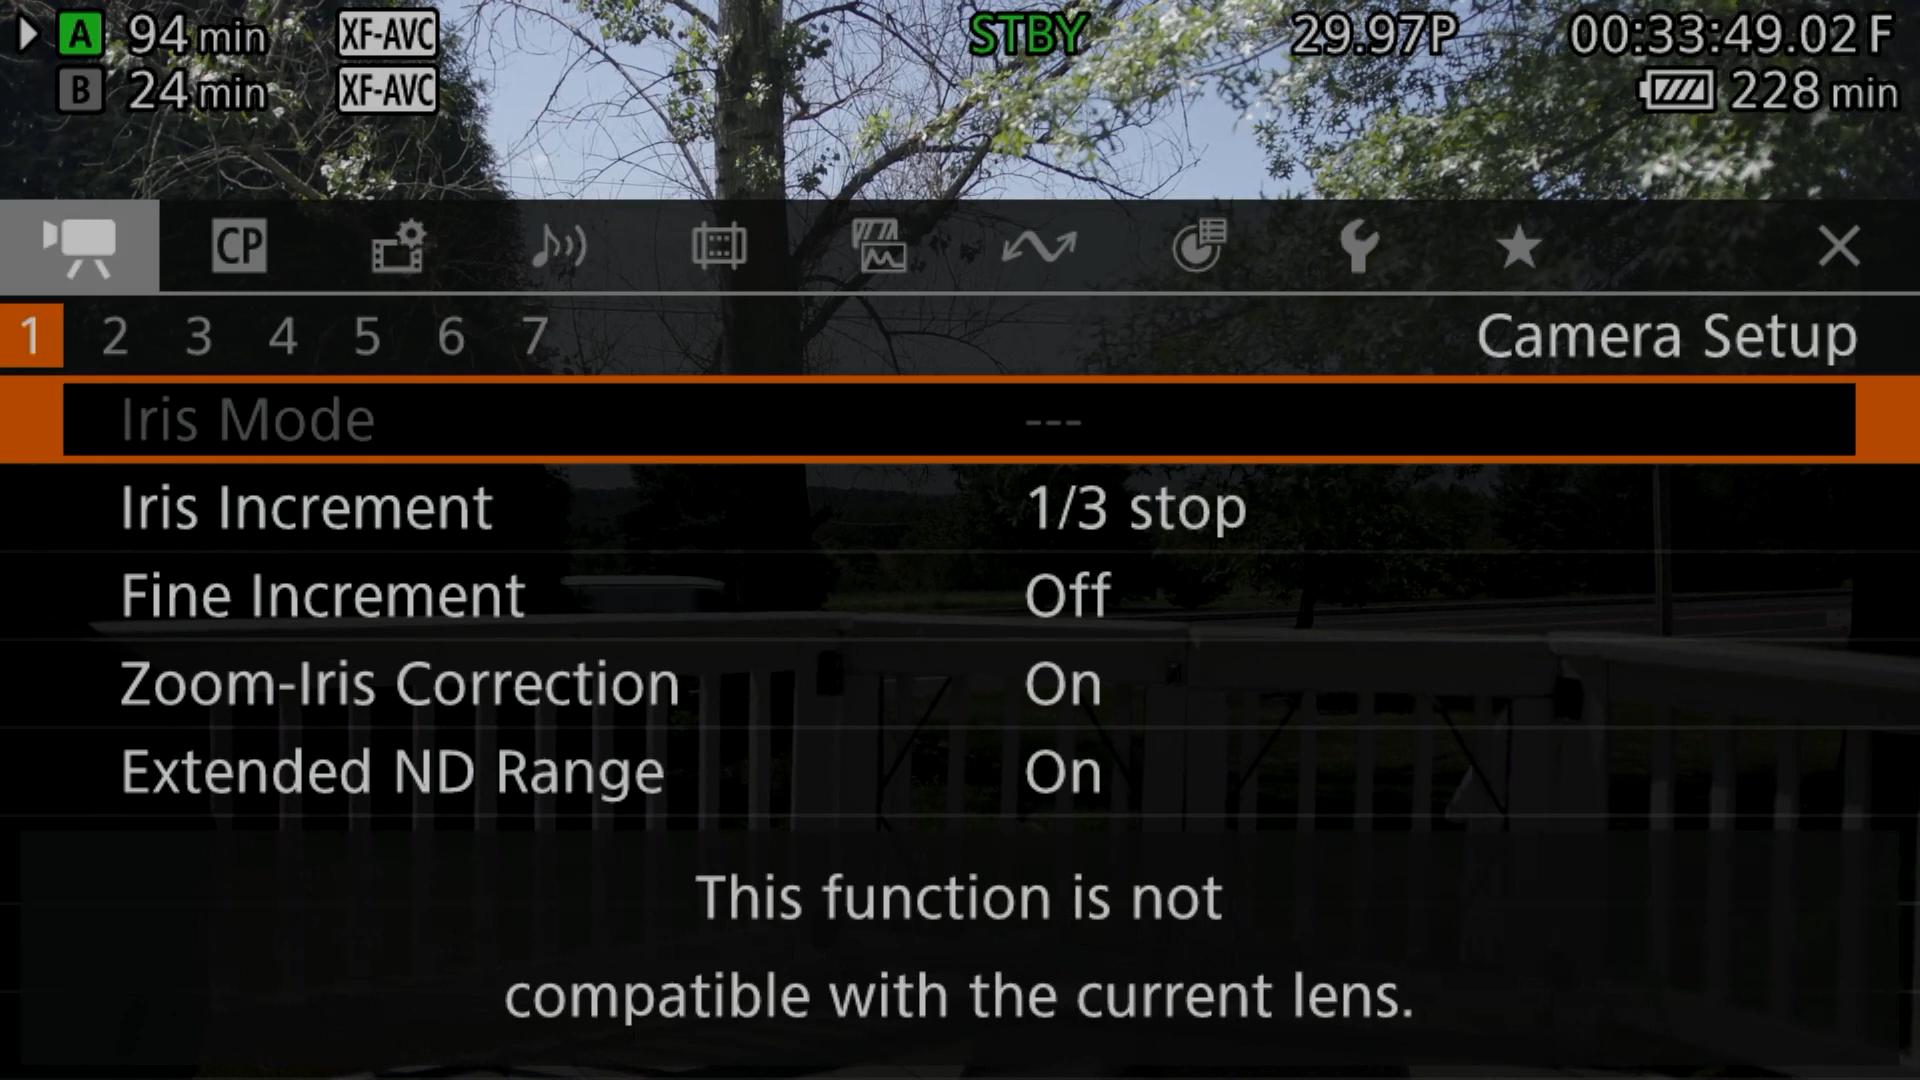 A 94 min XF-AVC STBY 29.97P 00:33:49.02 F
B 24 min XF-AVC 228 min
CP
1 2 3 4 5 6 7 Camera Setup
Iris Mode ---
Iris Increment 1/3 stop
Fine Increment Off
Zoom-Iris Correction On
Extended ND Range On
This function is not
compatible with the current lens.